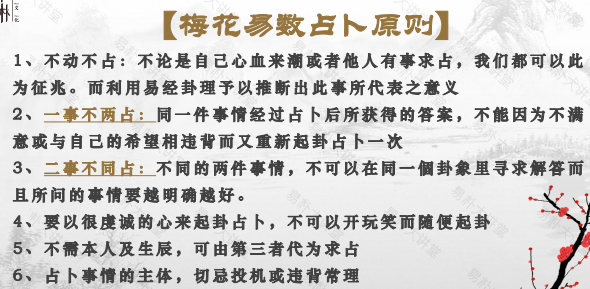 【梅花易数占卜原则】
1、不动不占：不论是自己心血来潮或者他人有事求占，我们都可以此
为征兆。而利用易经卦理予以推断出此事所代表之意义
2、一事不两占：同一件事情经过占卜后所获得的答案，不能因为不满
意或与自己的希望相违背而又重新起卦占卜一次
3、二事不同占：不同的两件事情，不可以在同一個卦象里寻求解答而
且所问的事情要越明确越好。
4、要以很虔诚的心来起卦占卜，不可以开玩笑而随便起卦
5、不需本人及生辰，可由第三者代为求占
6、占卜事情的主体，切忌投机或违背常理